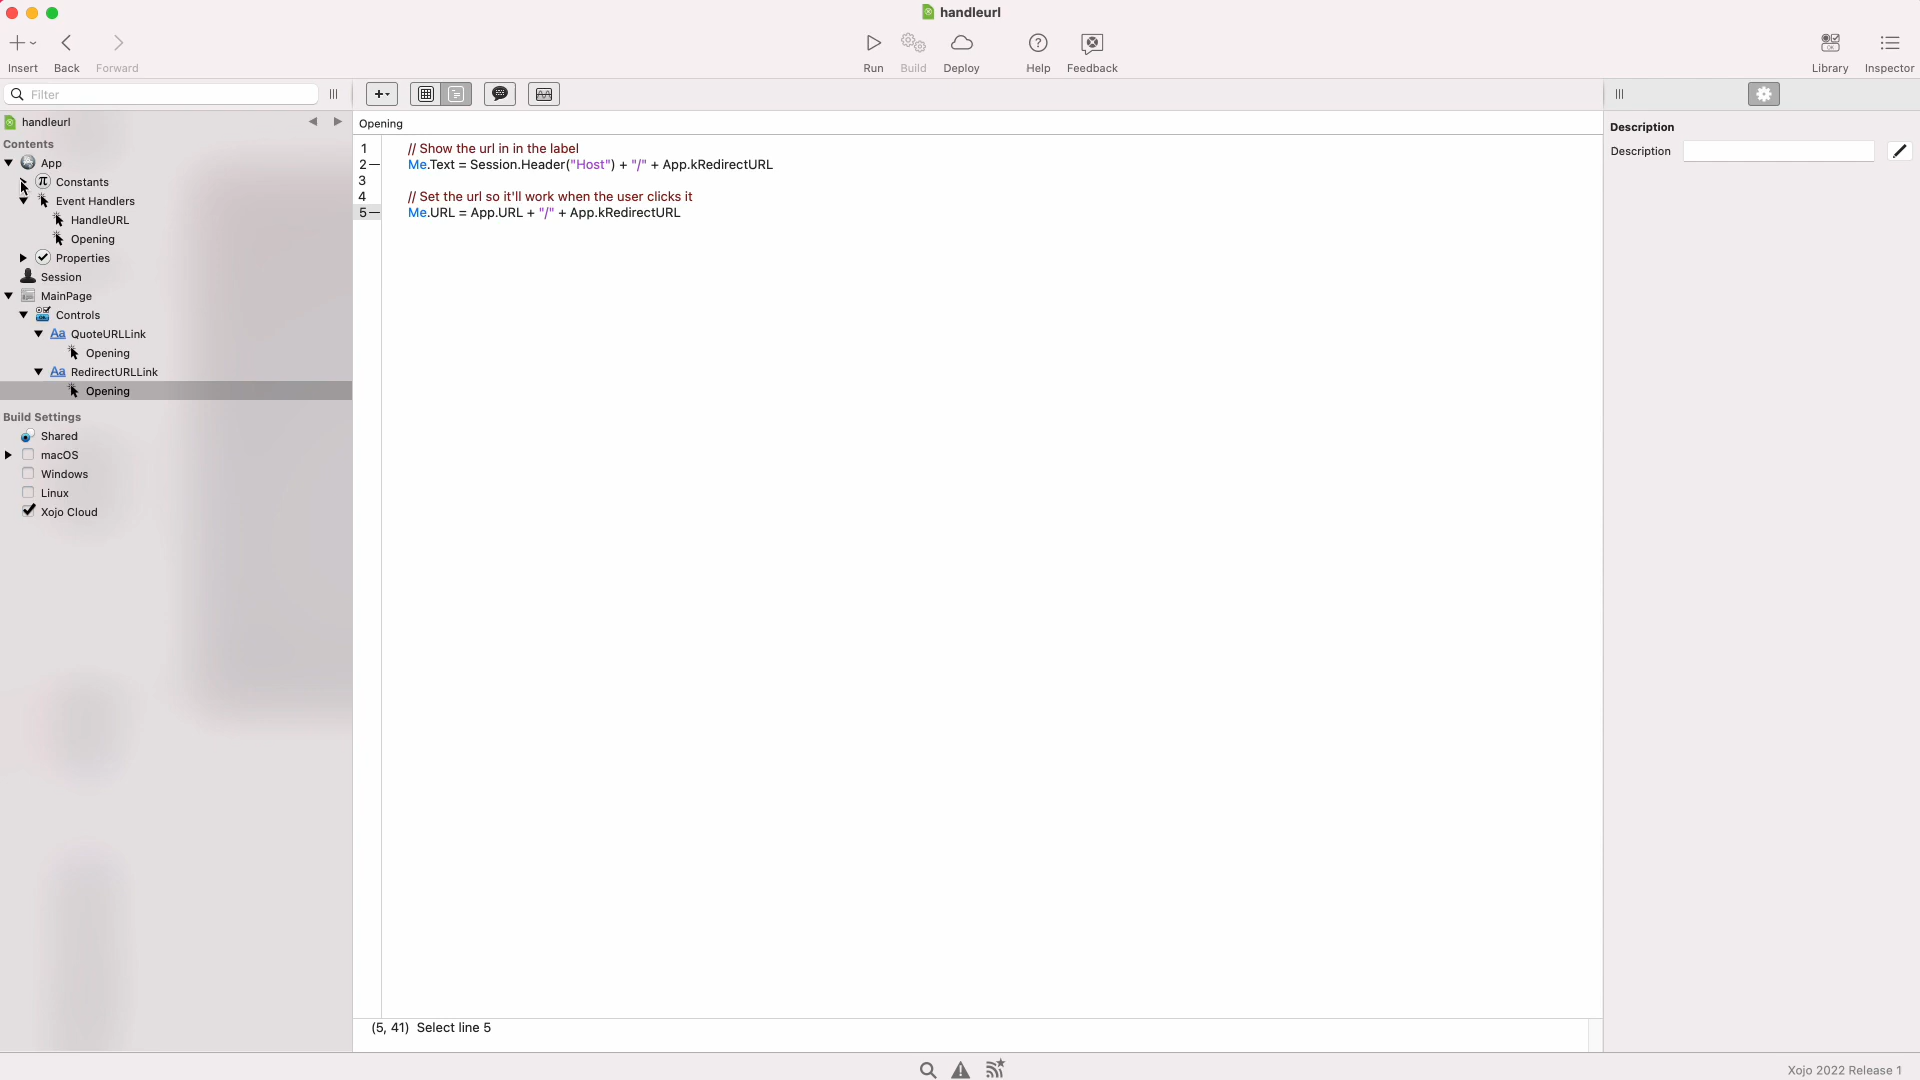 handleurl
Insert
Back
Forward
Run
Build
Deploy
Help
Feedback
Library
Inspector
Filter
handleurl
Contents
App
Constants
Event Handlers
HandleURL
Opening
Properties
Session
MainPage
Controls
Aa QuoteURLLink
Opening
Aa RedirectURLLink
Opening
Build Settings
Shared
macOS
Windows
Linux
Xojo Cloud
Opening
1 // Show the url in in the label
2 Me.Text = Session.Header("Host") + "/" + App.kRedirectURL
3
4 // Set the url so it'll work when the user clicks it
5 Me.URL = App.URL + "/" + App.kRedirectURL
(5, 41) Select line 5
Description
Description
Xojo 2022 Release 1